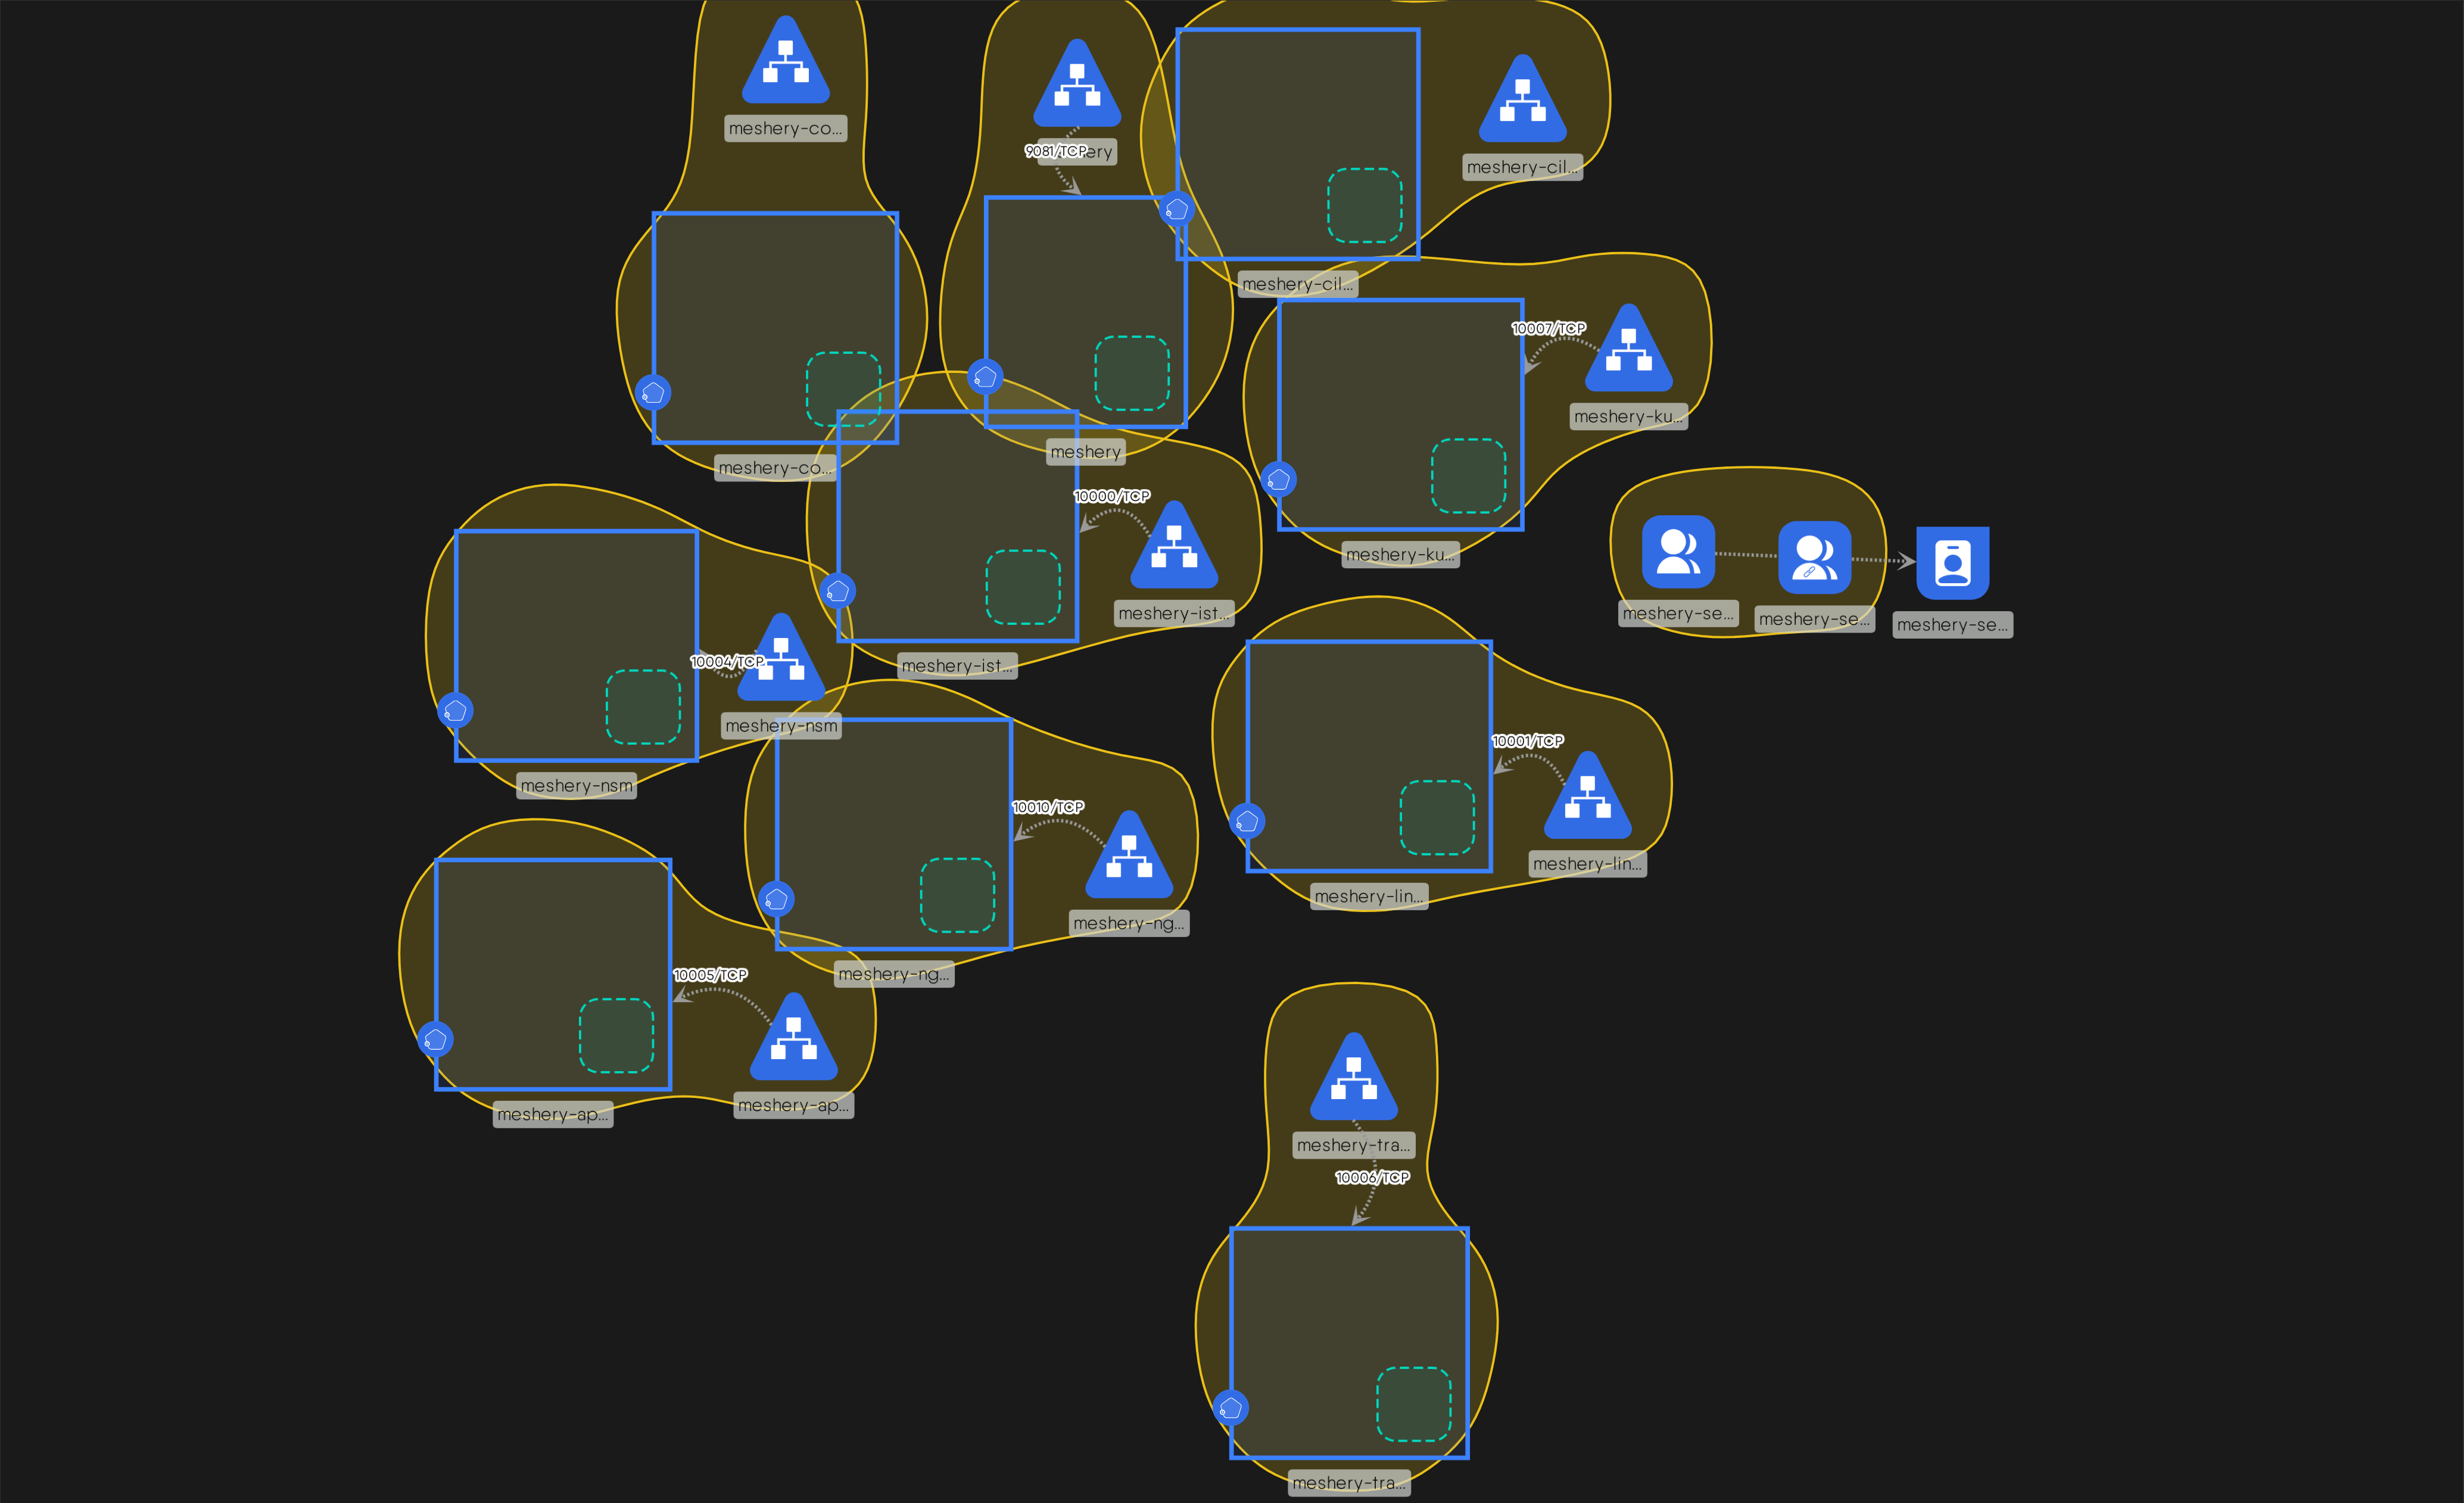 meshery-co...
9081/TCP
meshery-cil...
meshery-cil...
10007/TCP
meshery-ku...
meshery
meshery-co...
10000/TCP
meshery-ku...
meshery-ist...
meshery-se...
meshery-se...
meshery-se...
10004/TCP
meshery-ist...
meshery-nsm
10001/TCP
meshery-nsm
10010/TCP
meshery-lin...
meshery-lin...
meshery-ng...
meshery-ng...
10005/TCP
meshery-ap...
meshery-ap...
meshery-tra...
10006/TCP
meshery-tra...